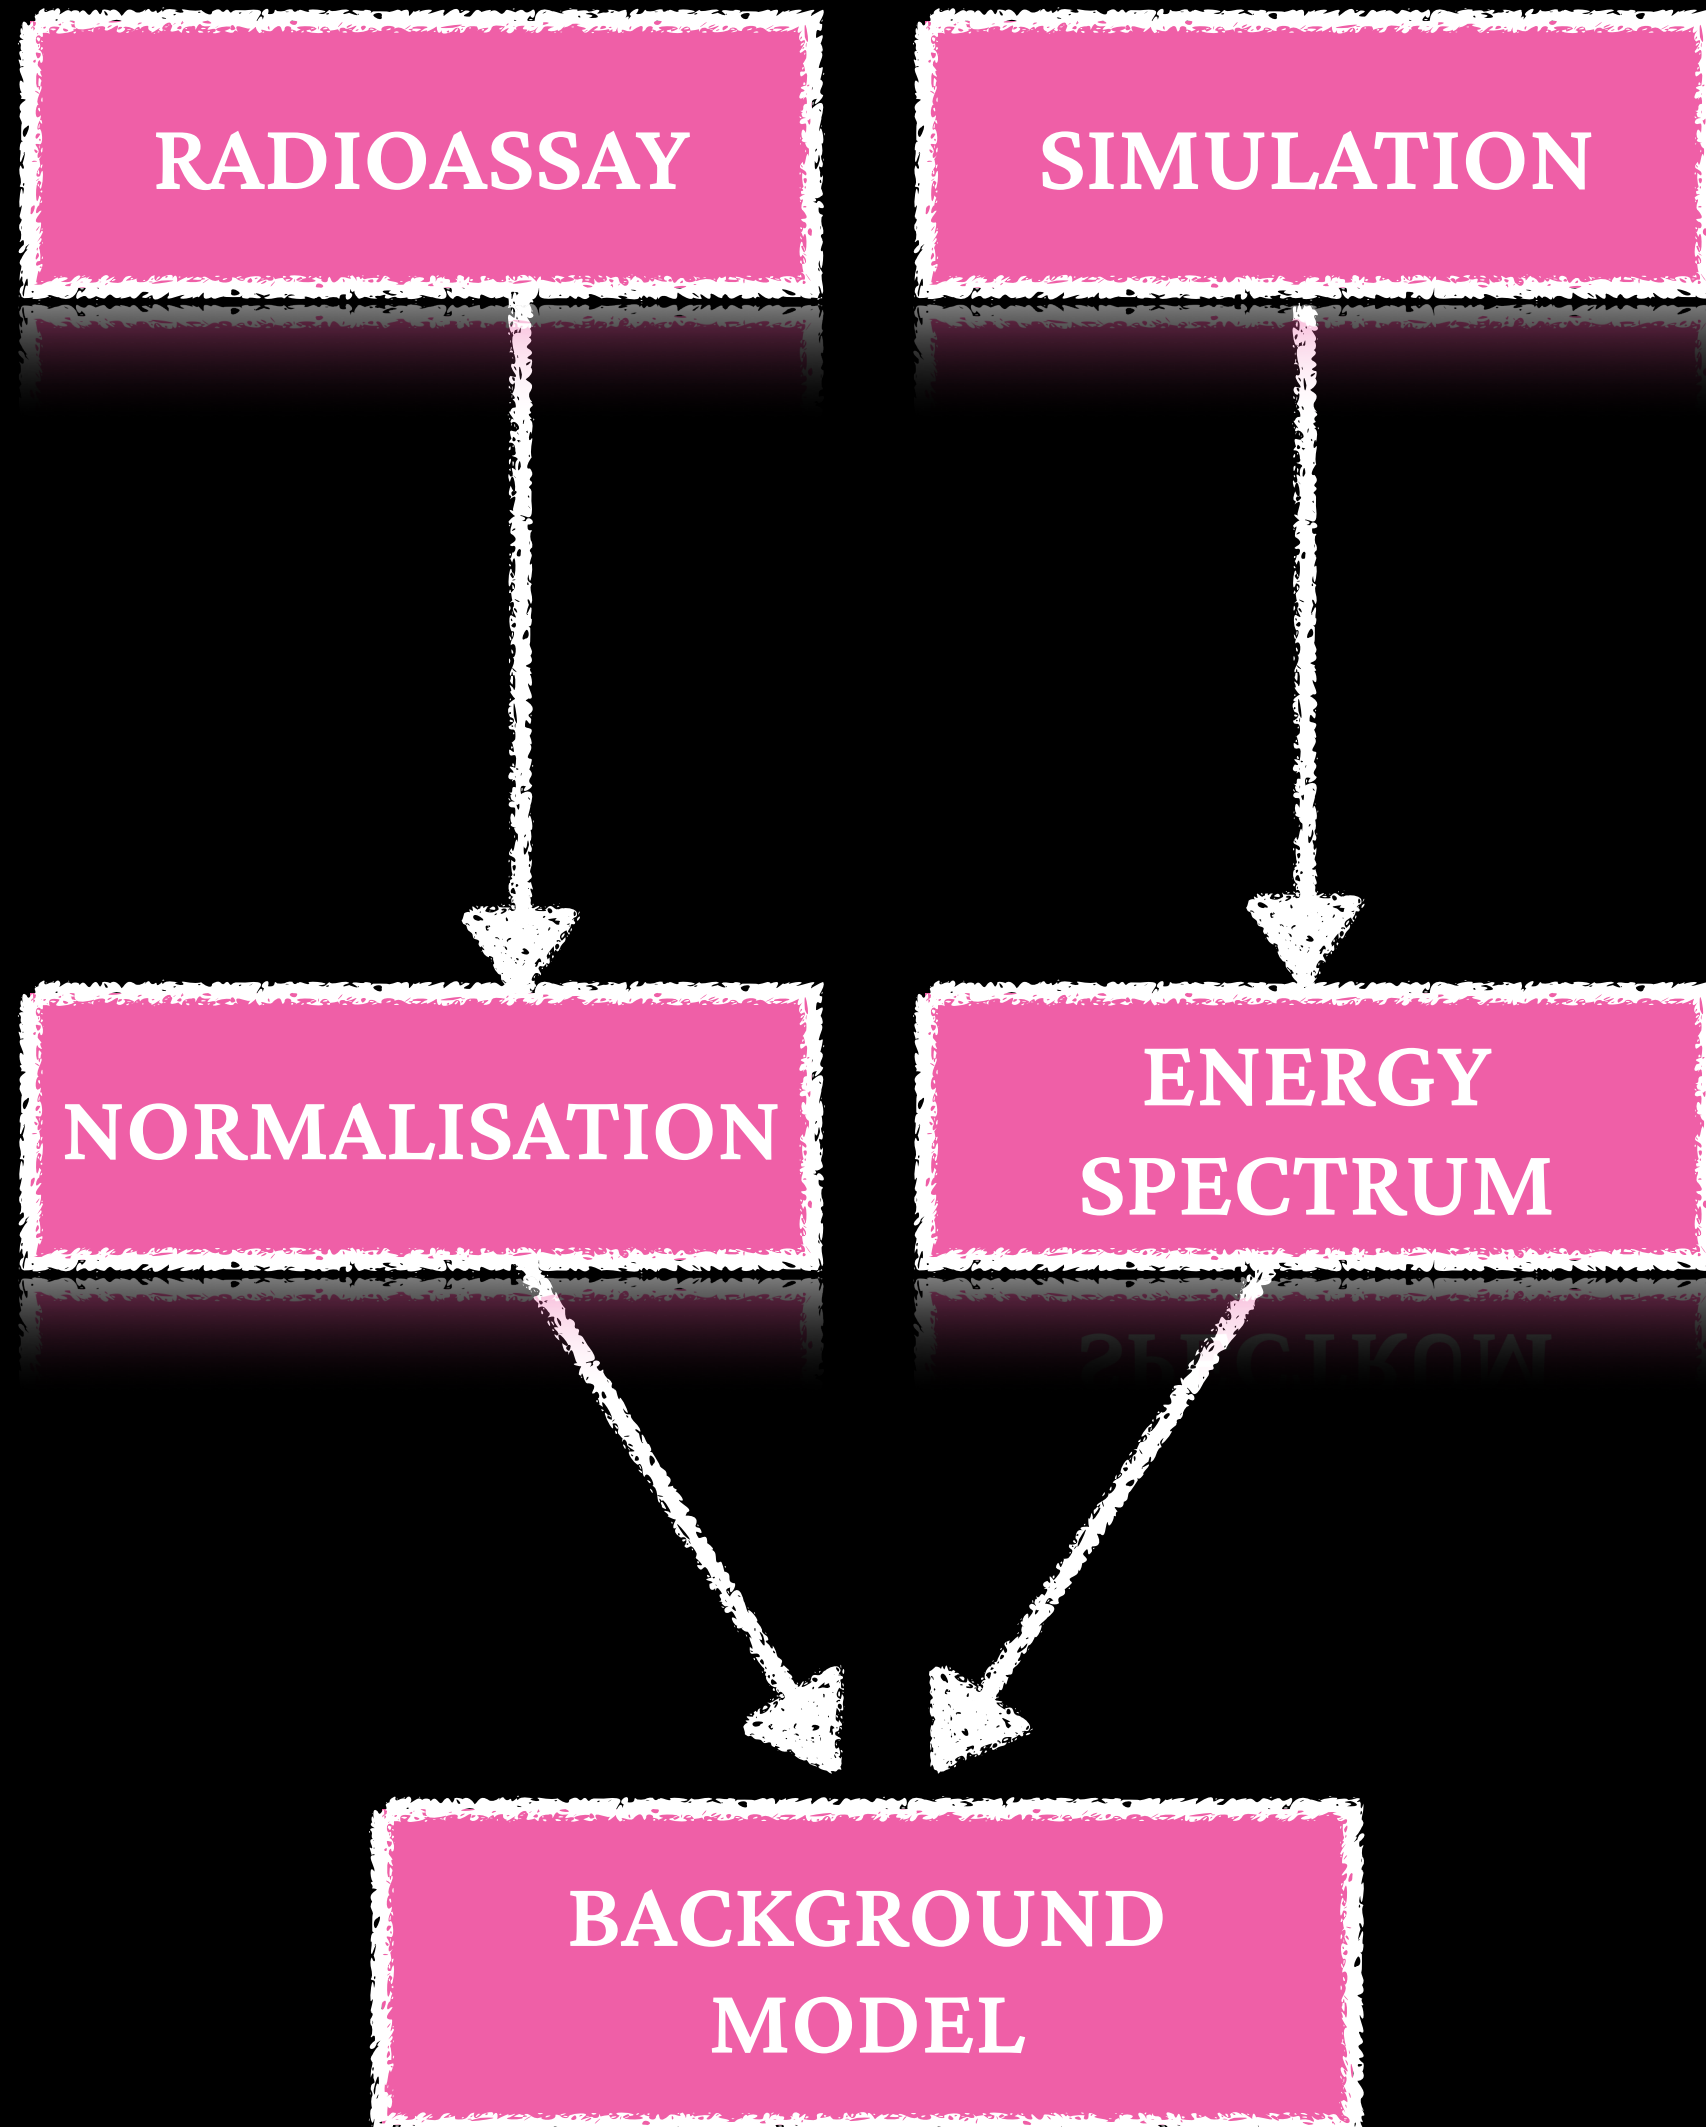 RADIOASSAY
SIMULATION
NORMALISATION
ENERGY
SPECTRUM
BACKGROUND
MODEL